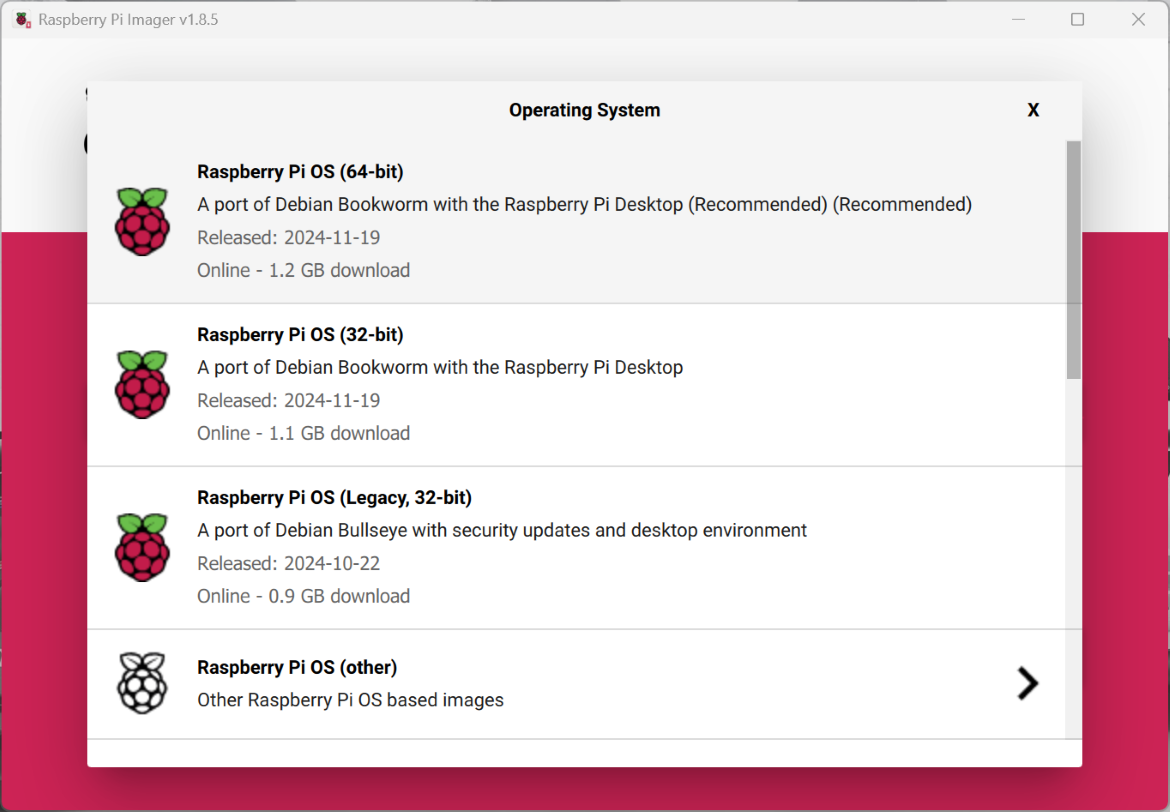 Raspberry Pi Imager v1.8.5
Operating System
X
Raspberry Pi OS (64-bit)
A port of Debian Bookworm with the Raspberry Pi Desktop (Recommended) (Recommended)
Released: 2024-11-19
Online - 1.2 GB download
Raspberry Pi OS (32-bit)
A port of Debian Bookworm with the Raspberry Pi Desktop
Released: 2024-11-19
Online - 1.1 GB download
Raspberry Pi OS (Legacy, 32-bit)
A port of Debian Bullseye with security updates and desktop environment
Released: 2024-10-22
Online - 0.9 GB download
Raspberry Pi OS (other)
Other Raspberry Pi OS based images